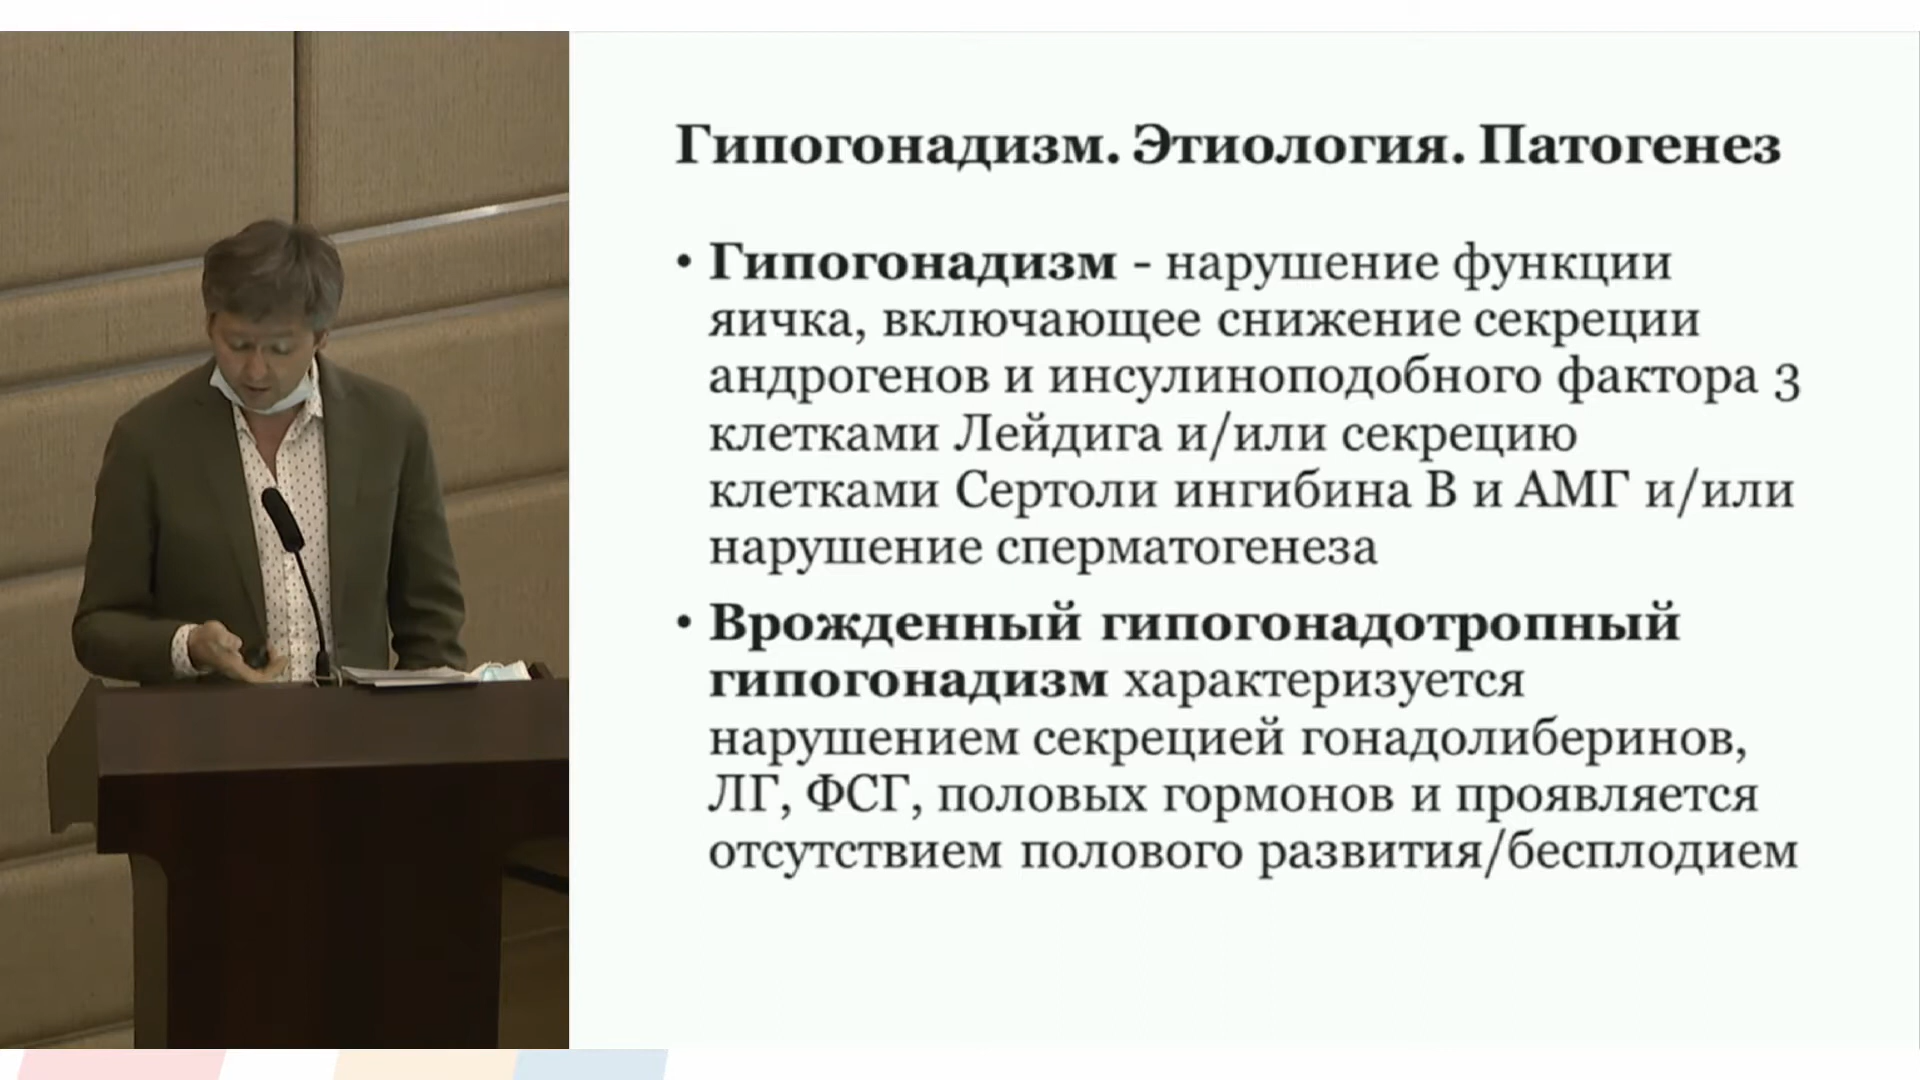 Гипогонадизм. Этиология. Патогенез
• Гипогонадизм - нарушение функции
яичка, включающее снижение секреции
андрогенов и инсулиноподобного фактора 3
клетками Лейдига и/или секрецию
клетками Сертоли ингибина В и АМГ и/или
нарушение сперматогенеза
• Врожденный гипогонадотропный
гипогонадизм характеризуется
нарушением секрецией гонадолиберинов,
ЛГ, ФСГ, половых гормонов и проявляется
отсутствием полового развития/бесплодием